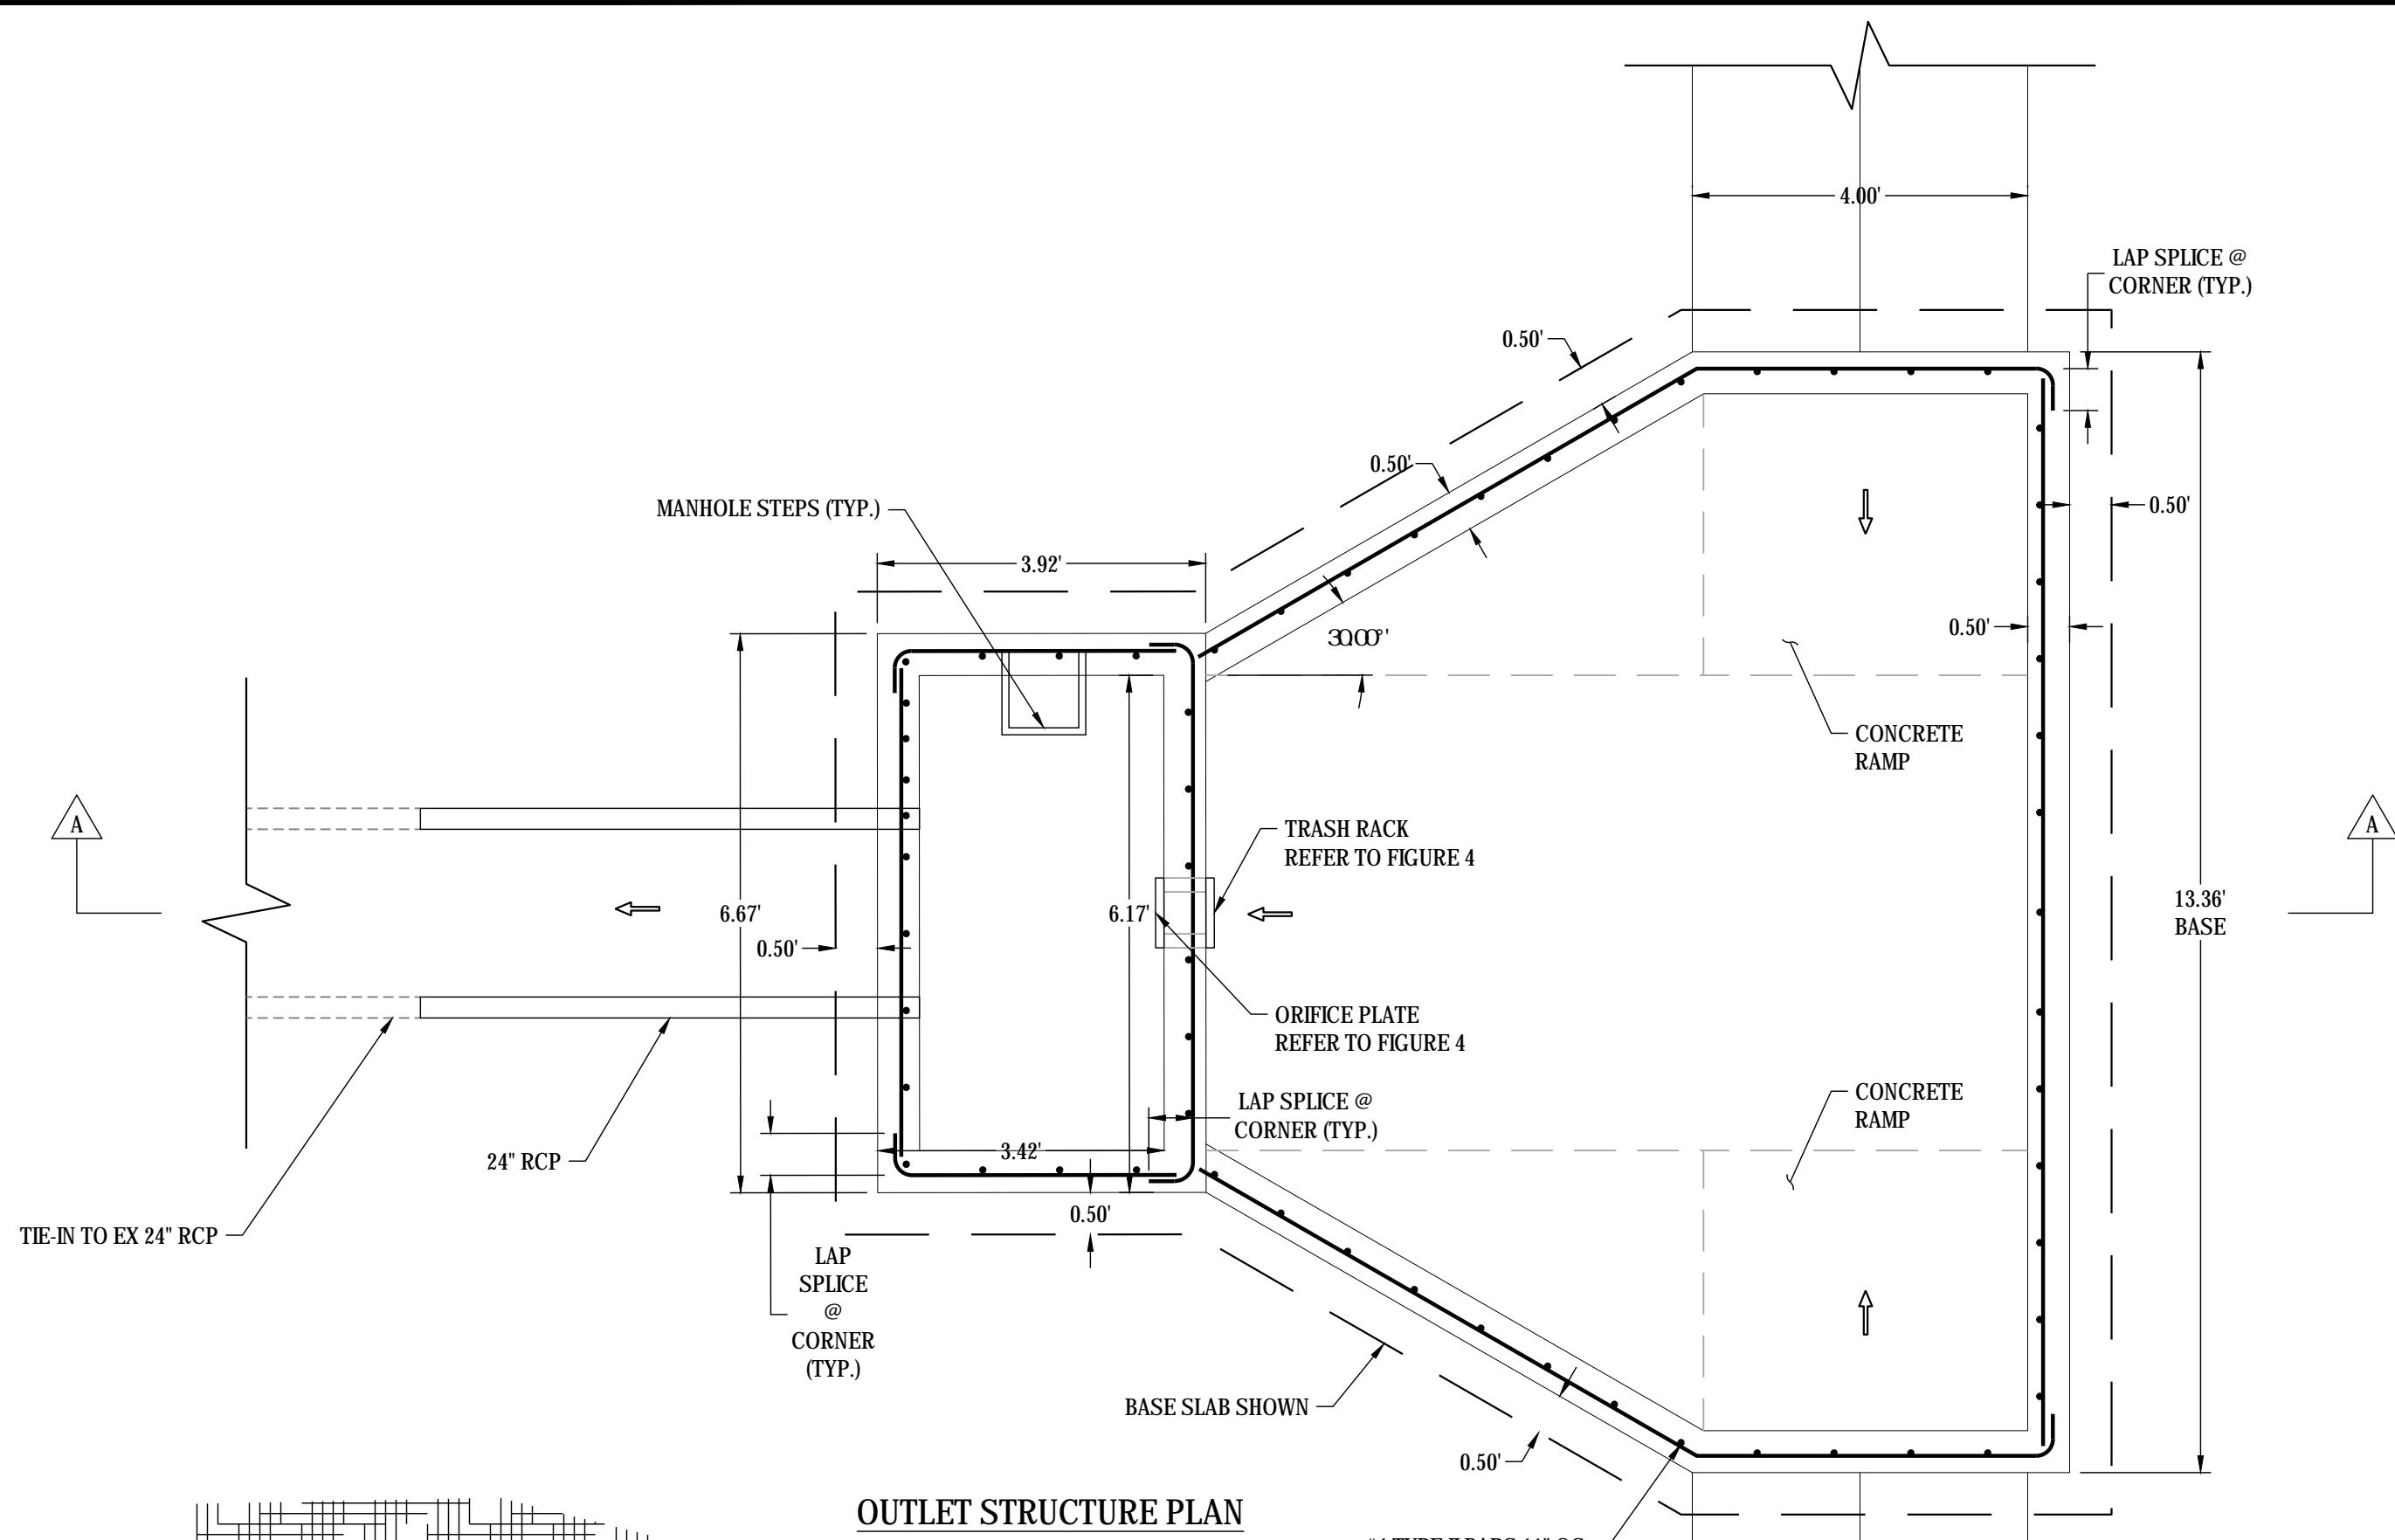 4.00'
LAP SPLICE @
CORNER (TYP.)
0.50'
0.50'
MANHOLE STEPS (TYP.)
0.50'
3.92'
30.00°'
0.50'
CONCRETE
RAMP
A
TRASH RACK
REFER TO FIGURE 4
A
6.67'
6.17'
13.36'
BASE
0.50'
ORIFICE PLATE
REFER TO FIGURE 4
LAP SPLICE @
CORNER (TYP.)
CONCRETE
RAMP
3.42'
24" RCP
0.50'
TIE-IN TO EX 24" RCP
LAP
SPLICE
@
CORNER
(TYP.)
BASE SLAB SHOWN
0.50'
OUTLET STRUCTURE PLAN